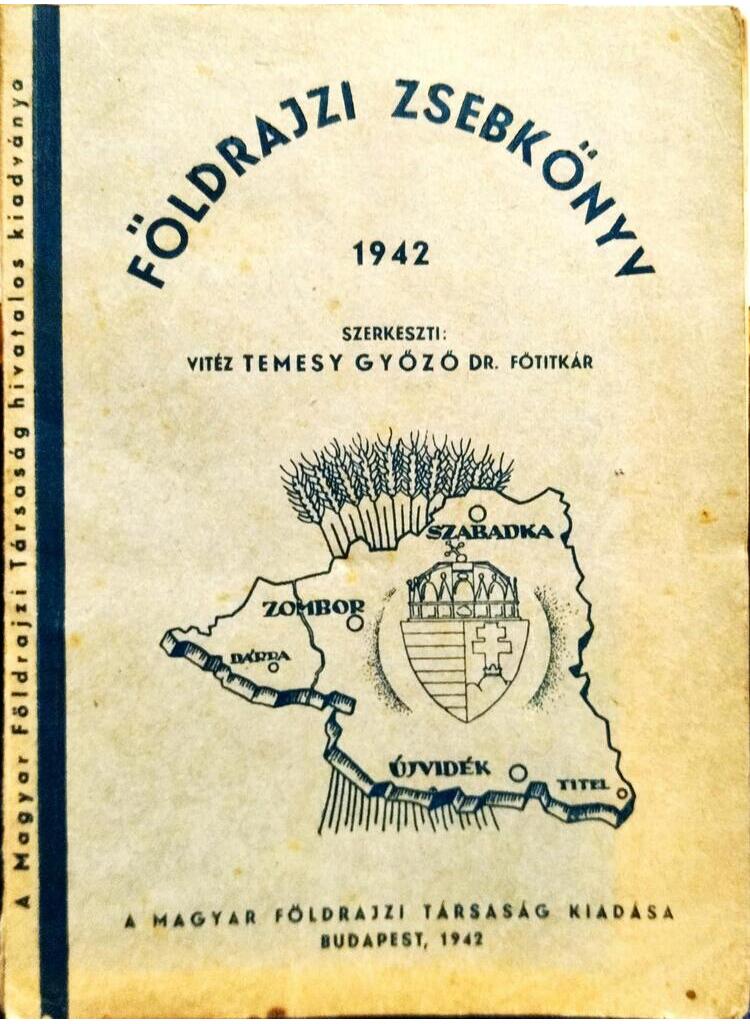 A Magyar Földrajzi Társaság hivatalos kiadványa
FÖLDRAJZI ZSEBKÖNYV
1942
SZERKESZTI:
VITÉZ TEMESY GYŐZŐ DR. FŐTITKÁR
SZABADKA
ZOMBOR
DÁRDA
ÚJVIDÉK
TITEL
A MAGYAR FÖLDRAJZI TÁRSASÁG KIADÁSA
BUDAPEST, 1942